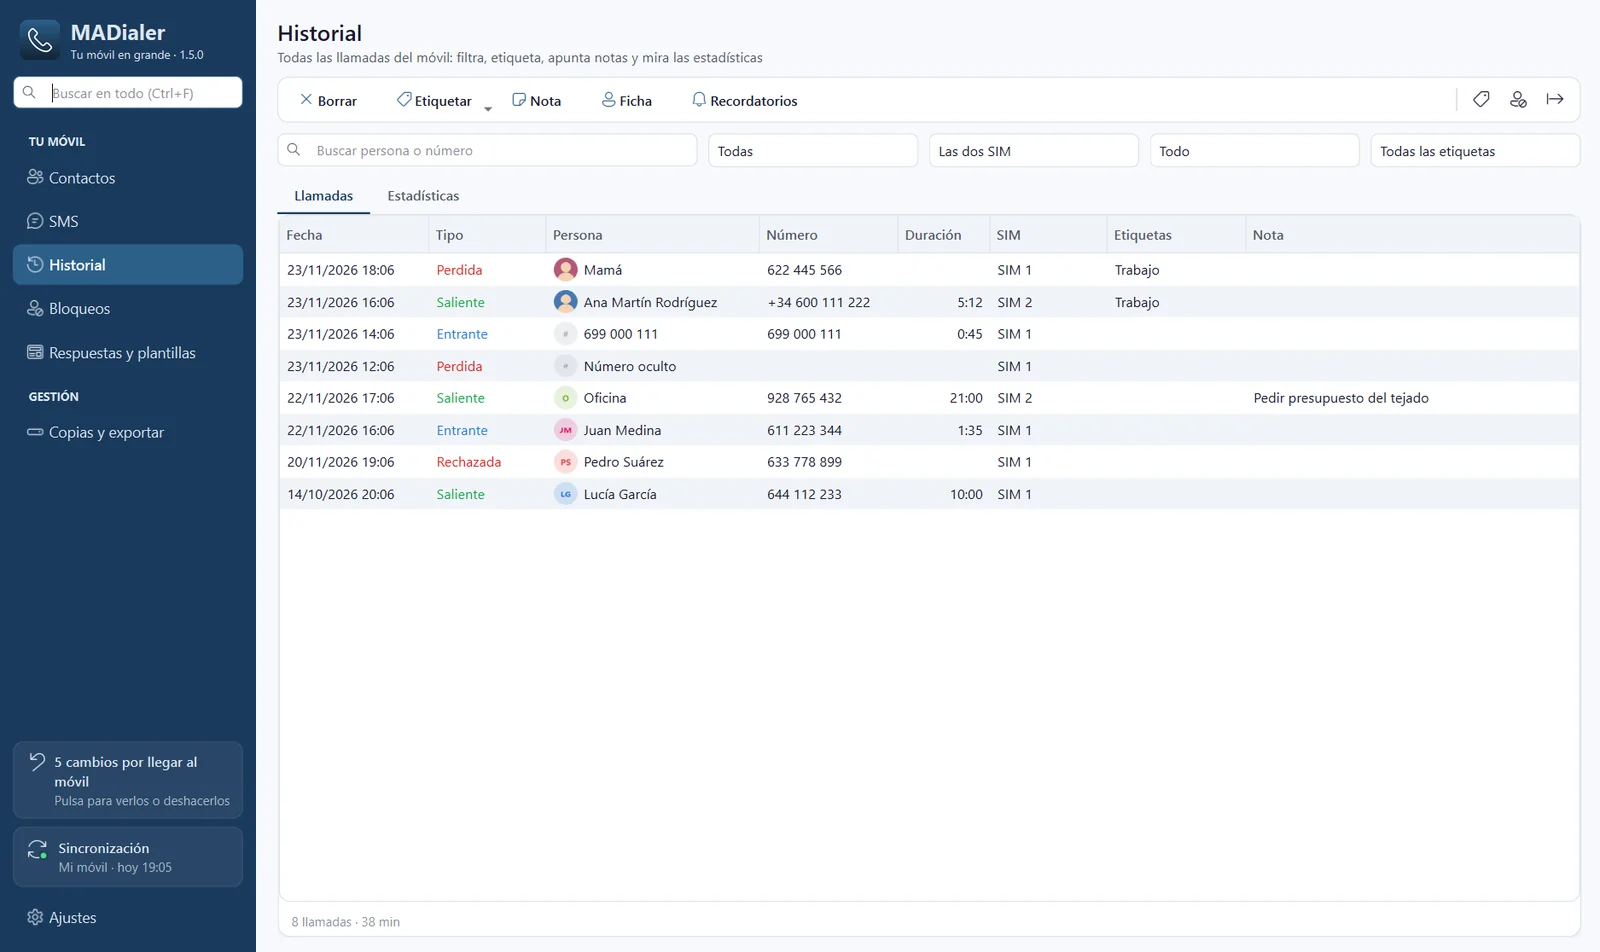 MADialer
Tu móvil en grande · 1.5.0
Buscar en todo (Ctrl+F)
TU MÓVIL
Contactos
SMS
Historial
Bloqueos
Respuestas y plantillas
GESTIÓN
Copias y exportar
5 cambios por llegar al
móvil
Pulsa para verlos o deshacerlos
Sincronización
Mi móvil · hoy 19:05
Ajustes
Historial
Todas las llamadas del móvil: filtra, etiqueta, apunta notas y mira las estadísticas
Borrar Etiquetar Nota Ficha Recordatorios
Buscar persona o número Todas Las dos SIM Todo Todas las etiquetas
Llamadas Estadísticas
Fecha Tipo Persona Número Duración SIM Etiquetas Nota
23/11/2026 18:06 Perdida Mamá 622 445 566 SIM 1 Trabajo
23/11/2026 16:06 Saliente Ana Martín Rodríguez +34 600 111 222 5:12 SIM 2 Trabajo
23/11/2026 14:06 Entrante # 699 000 111 699 000 111 0:45 SIM 1
23/11/2026 12:06 Perdida # Número oculto SIM 1
22/11/2026 17:06 Saliente O Oficina 928 765 432 21:00 SIM 2 Pedir presupuesto del tejado
22/11/2026 16:06 Entrante JM Juan Medina 611 223 344 1:35 SIM 1
20/11/2026 19:06 Rechazada PS Pedro Suárez 633 778 899 SIM 1
14/10/2026 20:06 Saliente LG Lucía García 644 112 233 10:00 SIM 1
8 llamadas · 38 min